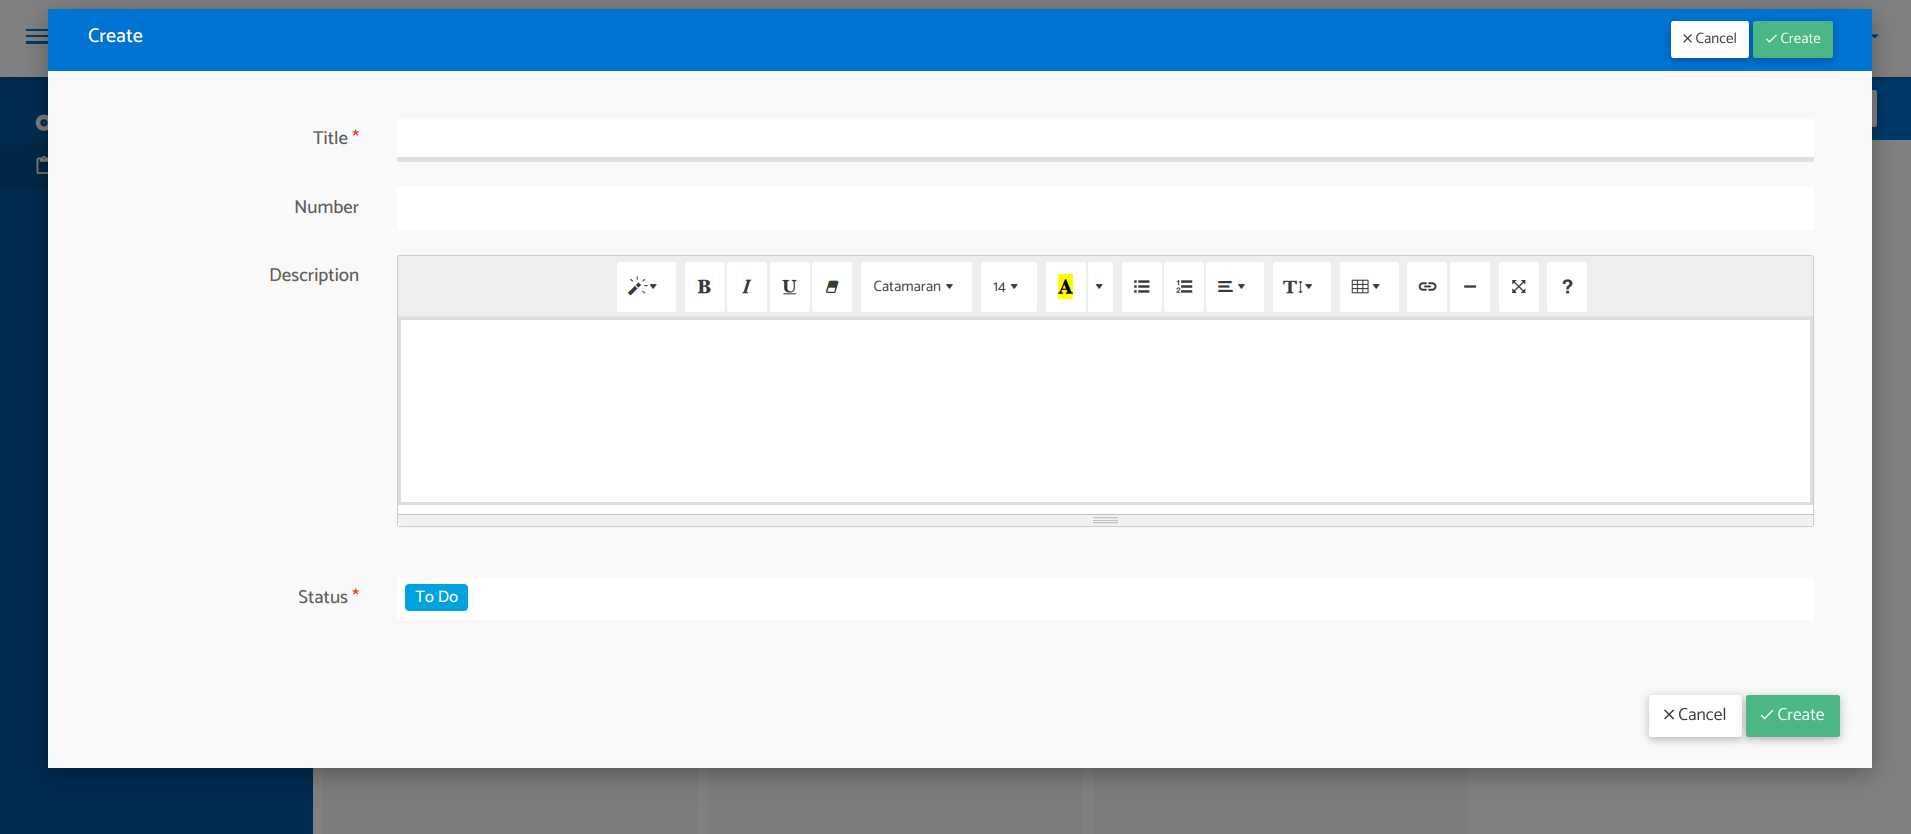 Create
Cancel Create
Title *
Number
Description
B I U Catamaran 14 A T ?
Status * To Do
Cancel Create